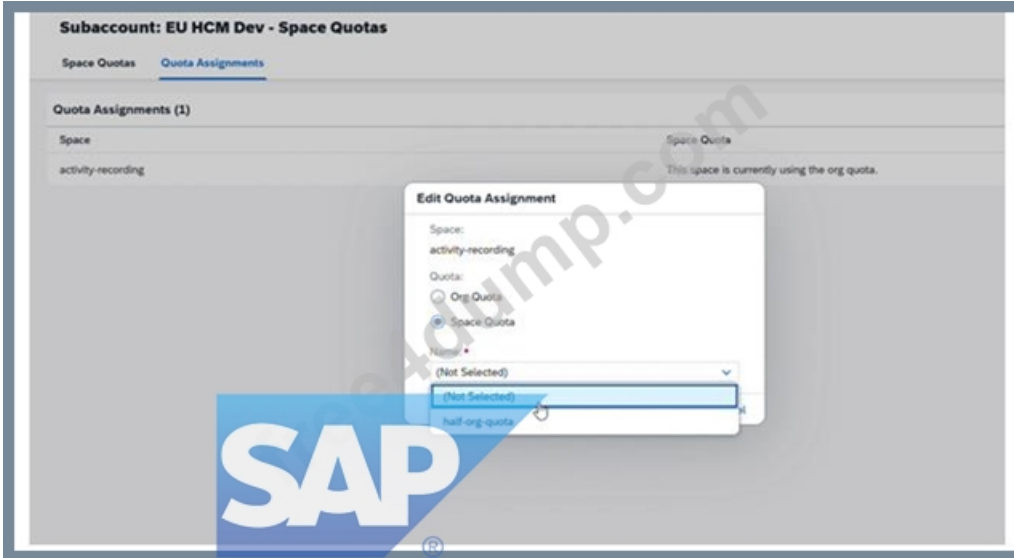 Subaccount: EU HCM Dev - Space Quotas
Space Quotas Quota Assignments
Quota Assignments (1)
Space Space Quota
activity-recording This space is currently using the org quota.
Edit Quota Assignment
Space:
activity-recording
Quota:
Org Quota
Space Quota
Name: *
(Not Selected)
(Not Selected)
half-org-quota
SAP
®